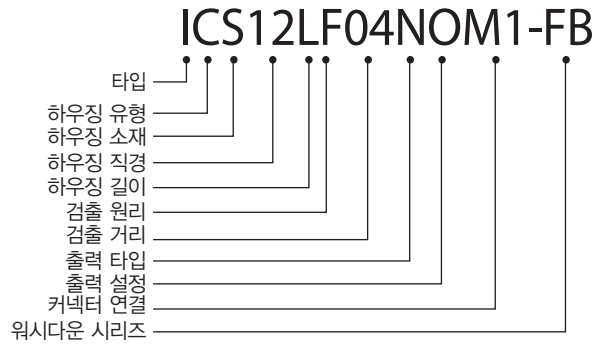 ICS12LF04NOM1-FB
타입
하우징 유형
하우징 소재
하우징 직경
하우징 길이
검출 원리
검출 거리
출력 타입
출력 설정
커넥터 연결
워시다운 시리즈